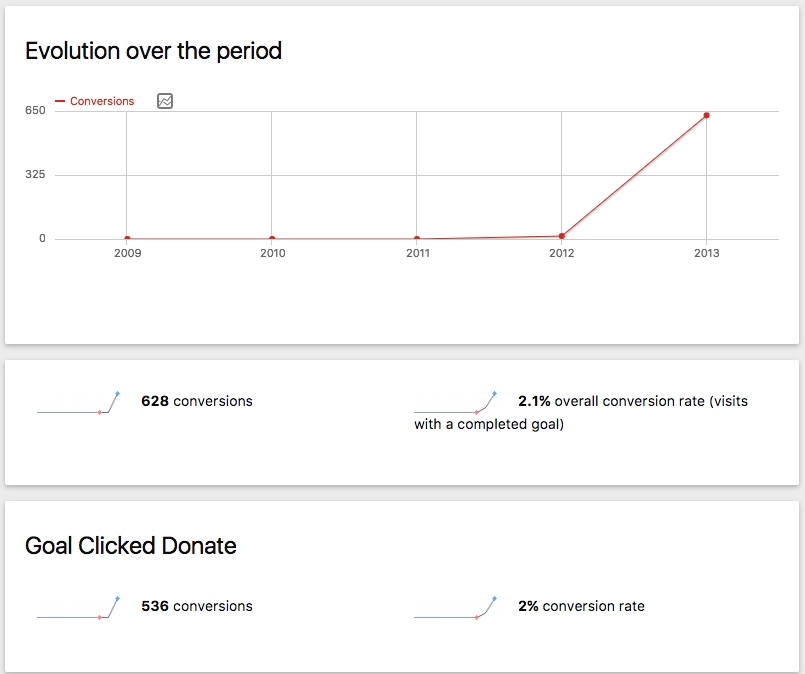 Evolution over the period
Conversions
650
325
0
2009 2010 2011 2012 2013
628 conversions
2.1% overall conversion rate (visits
with a completed goal)
Goal Clicked Donate
536 conversions
2% conversion rate